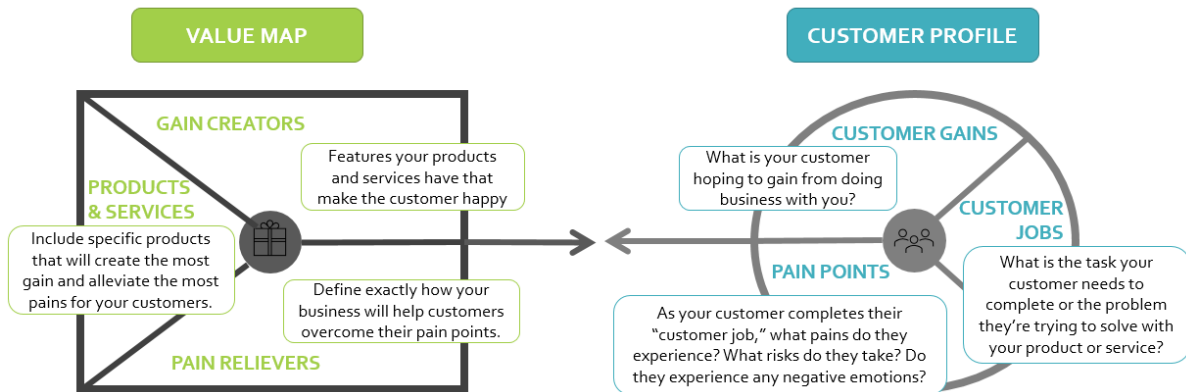 VALUE MAP
GAIN CREATORS
Features your products
and services have that
make the customer happy
PRODUCTS
& SERVICES
Include specific products
that will create the most
gain and alleviate the most
pains for your customers.
Define exactly how your
business will help customers
overcome their pain points.
PAIN RELIEVERS
CUSTOMER PROFILE
CUSTOMER GAINS
What is your customer
hoping to gain from doing
business with you?
CUSTOMER
JOBS
What is the task your
customer needs to
complete or the problem
they're trying to solve with
your product or service?
PAIN POINTS
As your customer completes their
“customer job,” what pains do they
experience? What risks do they take? Do
they experience any negative emotions?